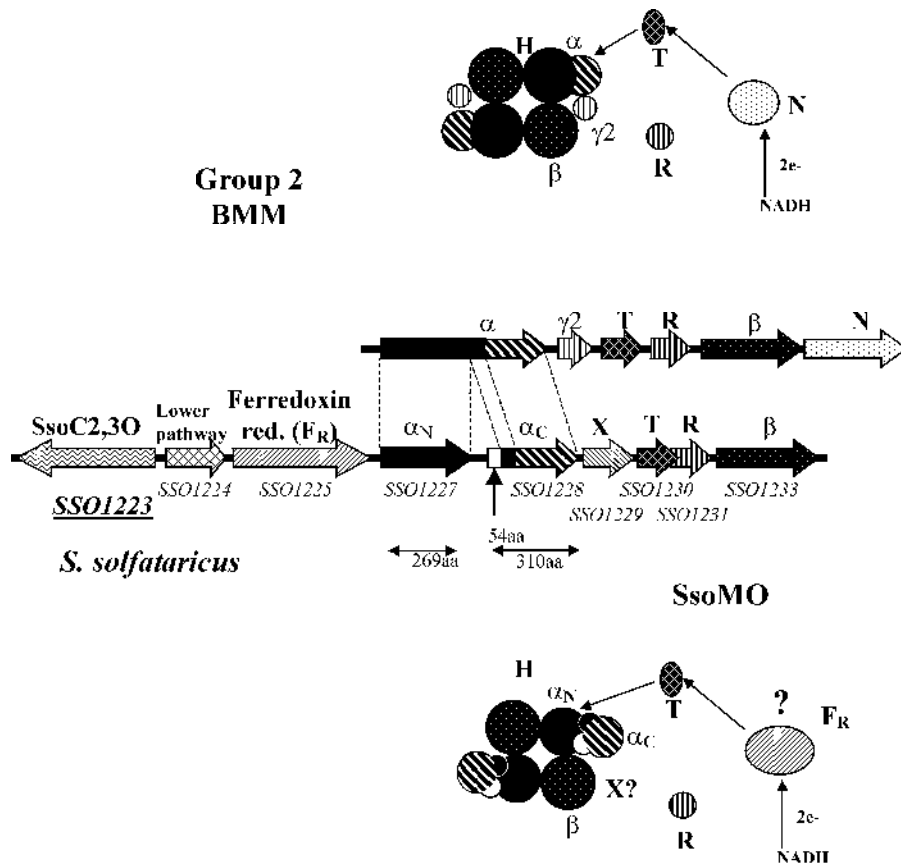 H α
T
N
γ2
R
β
2e-
NADH
Group 2
BMM
α γ2 T R β N
SsoC2,3O Lower pathway Ferredoxin red. (FR) αN αC X T R β
SSO1223 SSO1224 SSO1225 SSO1227 SSO1228 SSO1229 SSO1230 SSO1231 SSO1233
54aa
269aa 310aa
S. solfataricus
SsoMO
H
αN
T
?
FR
αC
X?
β
R
2e-
NADH